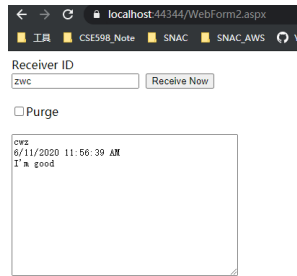 localhost:44344/WebForm2.aspx
工具 CSE598_Note SNAC SNAC_AWS
Receiver ID
zwc Receive Now
Purge
cwz
6/11/2020 11:56:39 AM
I'm good